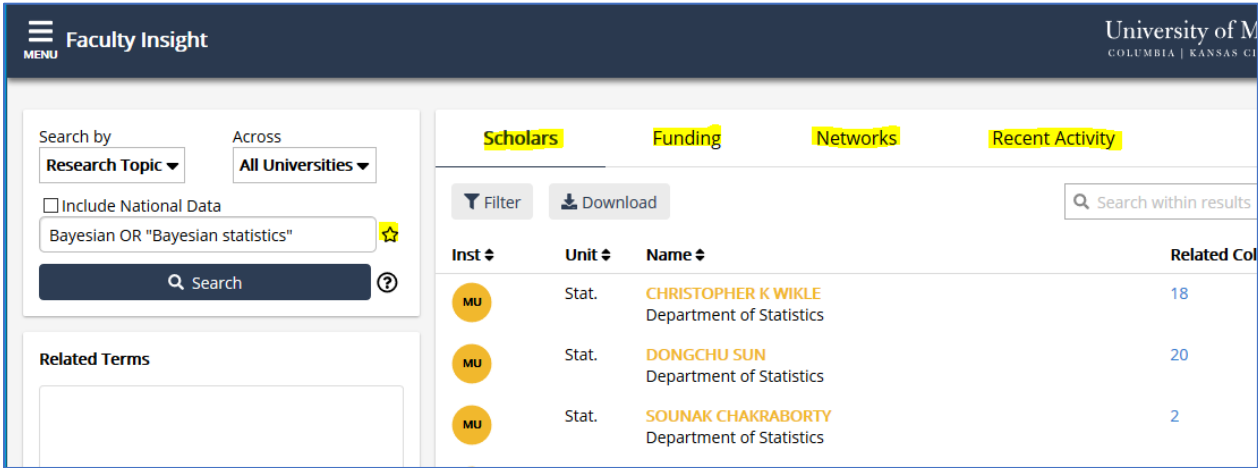 MENU Faculty Insight
University of M
COLUMBIA | KANSAS CI
Search by Across
Research Topic All Universities
Include National Data
Bayesian OR "Bayesian statistics"
Search
Related Terms
Scholars Funding Networks Recent Activity
Filter Download Search within results
Inst Unit Name Related Col
MU Stat. CHRISTOPHER K WIKLE 18
Department of Statistics
MU Stat. DONGCHU SUN 20
Department of Statistics
MU Stat. SOUNAK CHAKRABORTY 2
Department of Statistics